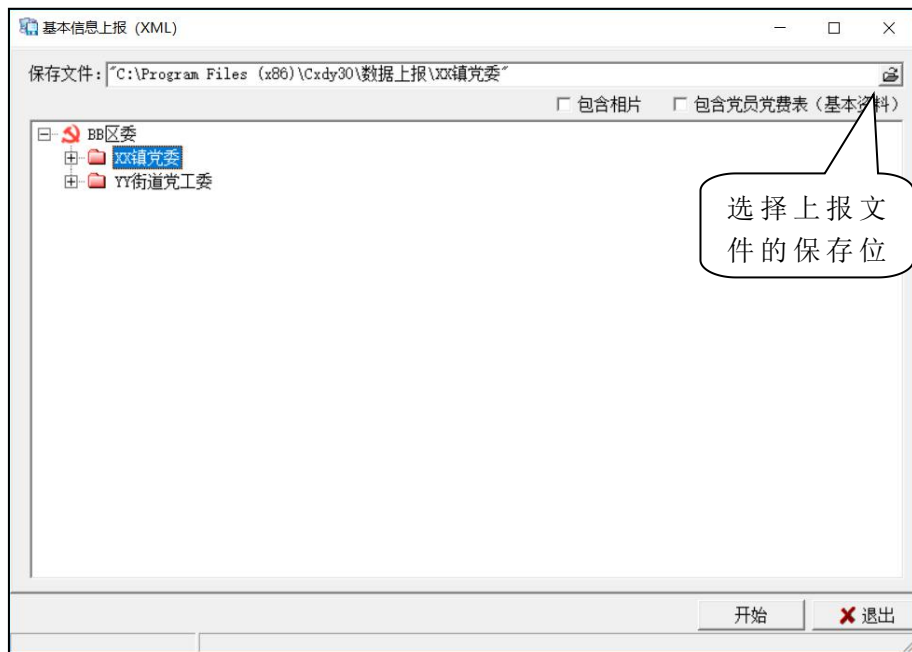 基本信息上报 (XML)
保存文件: "C:\Program Files (x86)\Cxdy30\数据上报\XX镇党委"
包含相片 包含党员党费表(基本资料)
BB区委
XX镇党委
YY街道党工委
选择上报文
件的保存位
开始 退出